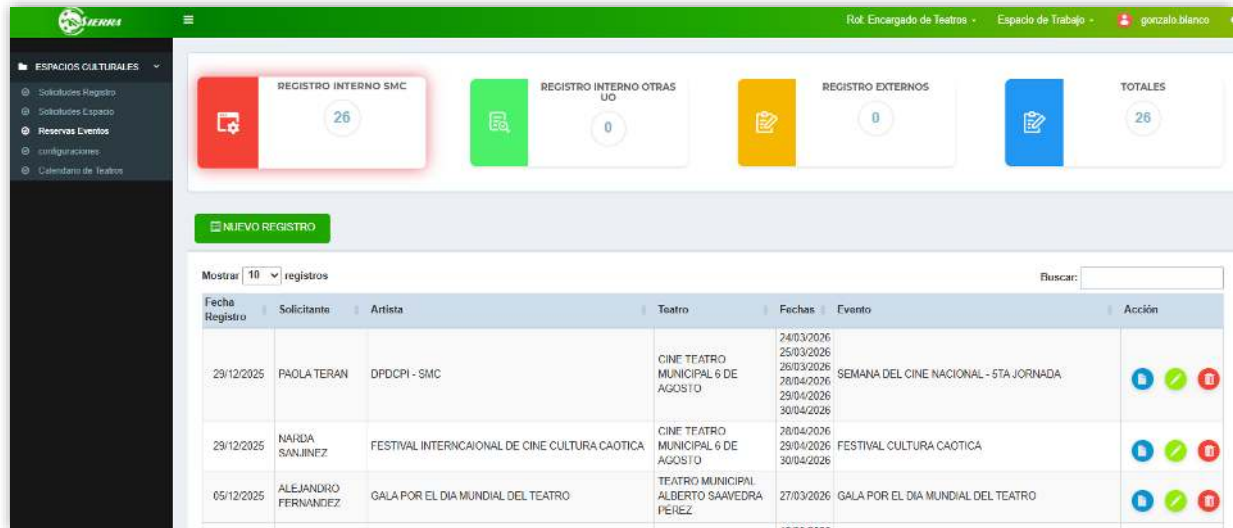 SIERRA
Rol: Encargado de Teatros
Espacio de Trabajo
gonzalo.blanco
ESPACIOS CULTURALES
Solicitudes Registro
Solicitudes Espacio
Reservas Eventos
configuraciones
Calendario de Teatros
REGISTRO INTERNO SMC
26
REGISTRO INTERNO OTRAS
UO
0
REGISTRO EXTERNOS
0
TOTALES
26
NUEVO REGISTRO
Mostrar 10 registros
Buscar:
Fecha
Registro
Solicitante
Artista
Teatro
Fechas
Evento
Acción
29/12/2025
PAOLA TERAN
DPDCPI - SMC
CINE TEATRO
MUNICIPAL 6 DE
AGOSTO
24/03/2026
25/03/2026
26/03/2026
28/04/2026
29/04/2026
30/04/2026
SEMANA DEL CINE NACIONAL - 5TA JORNADA
29/12/2025
NARDA
SANJINEZ
FESTIVAL INTERNCAIONAL DE CINE CULTURA CAOTICA
CINE TEATRO
MUNICIPAL 6 DE
AGOSTO
28/04/2026
29/04/2026
30/04/2026
FESTIVAL CULTURA CAOTICA
05/12/2025
ALEJANDRO
FERNANDEZ
GALA POR EL DIA MUNDIAL DEL TEATRO
TEATRO MUNICIPAL
ALBERTO SAAVEDRA
PÉREZ
27/03/2026
GALA POR EL DIA MUNDIAL DEL TEATRO